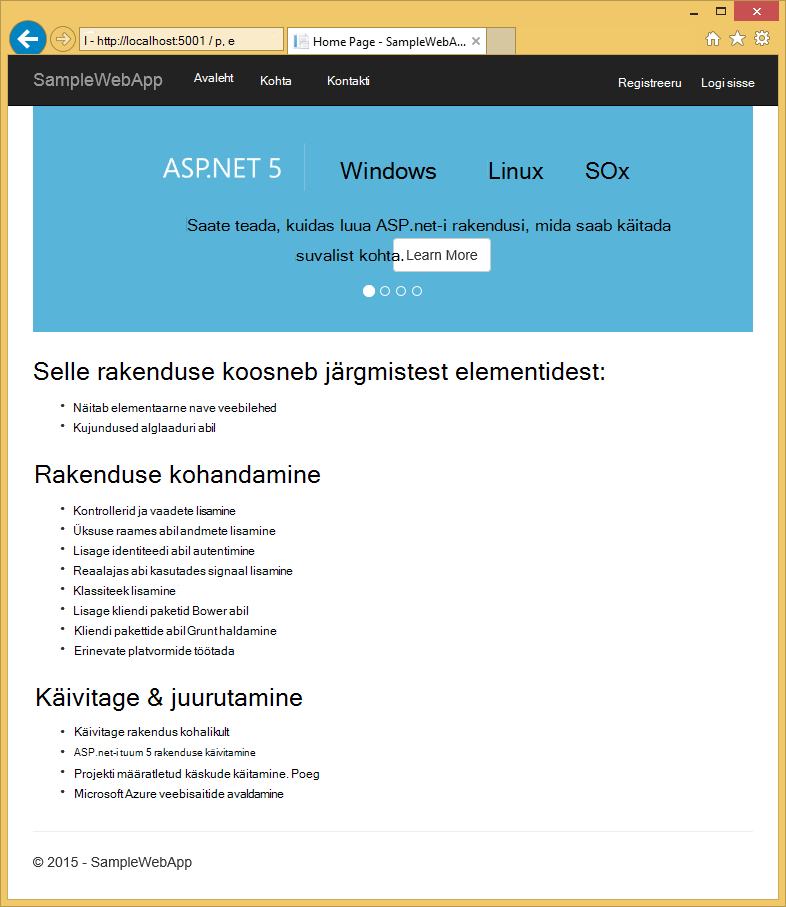 I - http://localhost:5001 / p, e
Home Page - SampleWebA...
SampleWebApp Avaleht Kohta Kontakti Registreeru Logi sisse
ASP.NET 5 Windows Linux SOx
Saate teada, kuidas luua ASP.net-i rakendusi, mida saab käitada
suvalist kohta. Learn More
Selle rakenduse koosneb järgmistest elementidest:
• Näitab elementaarne nave veebilehed
• Kujundused alglaaduri abil
Rakenduse kohandamine
• Kontrollerid ja vaadete lisamine
• Üksuse raames abil andmete lisamine
• Lisage identiteedi abil autentimine
• Reaalajas abi kasutades signaal lisamine
• Klassiteek lisamine
• Lisage kliendi paketid Bower abil
• Kliendi pakettide abil Grunt haldamine
• Erinevate platvormide töötada
Käivitage & juurutamine
• Käivitage rakendus kohalikult
• ASP.net-i tuum 5 rakenduse käivitamine
• Projekti määratletud käskude käitamine. Poeg
• Microsoft Azure veebisaitide avaldamine
© 2015 - SampleWebApp